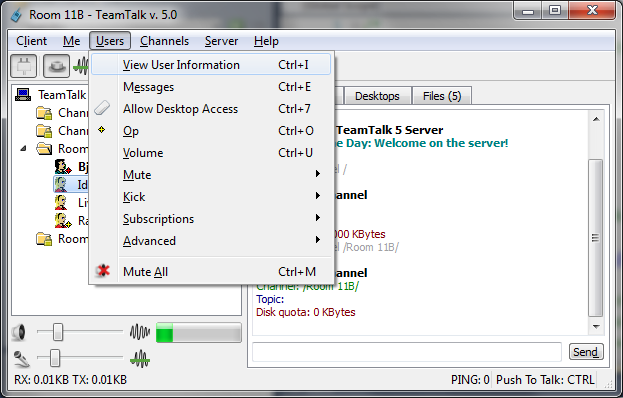 Room 11B - TeamTalk v. 5.0
Client Me Users Channels Server Help
View User Information Ctrl+I
Messages Ctrl+E
Allow Desktop Access Ctrl+7
Op Ctrl+O
Volume Ctrl+U
Mute
Kick
Subscriptions
Advanced
Mute All Ctrl+M
TeamTalk
Chann
Chann
Room
Bj
Id
Li
Ra
Room
Desktops Files (5)
TeamTalk 5 Server
e Day: Welcome on the server!
el /
annel
000 KBytes
nel /Room 11B/
annel
Channel: /Room 11B/
Topic:
Disk quota: 0 KBytes
Send
RX: 0.01KB TX: 0.01KB PING: 0 Push To Talk: CTRL